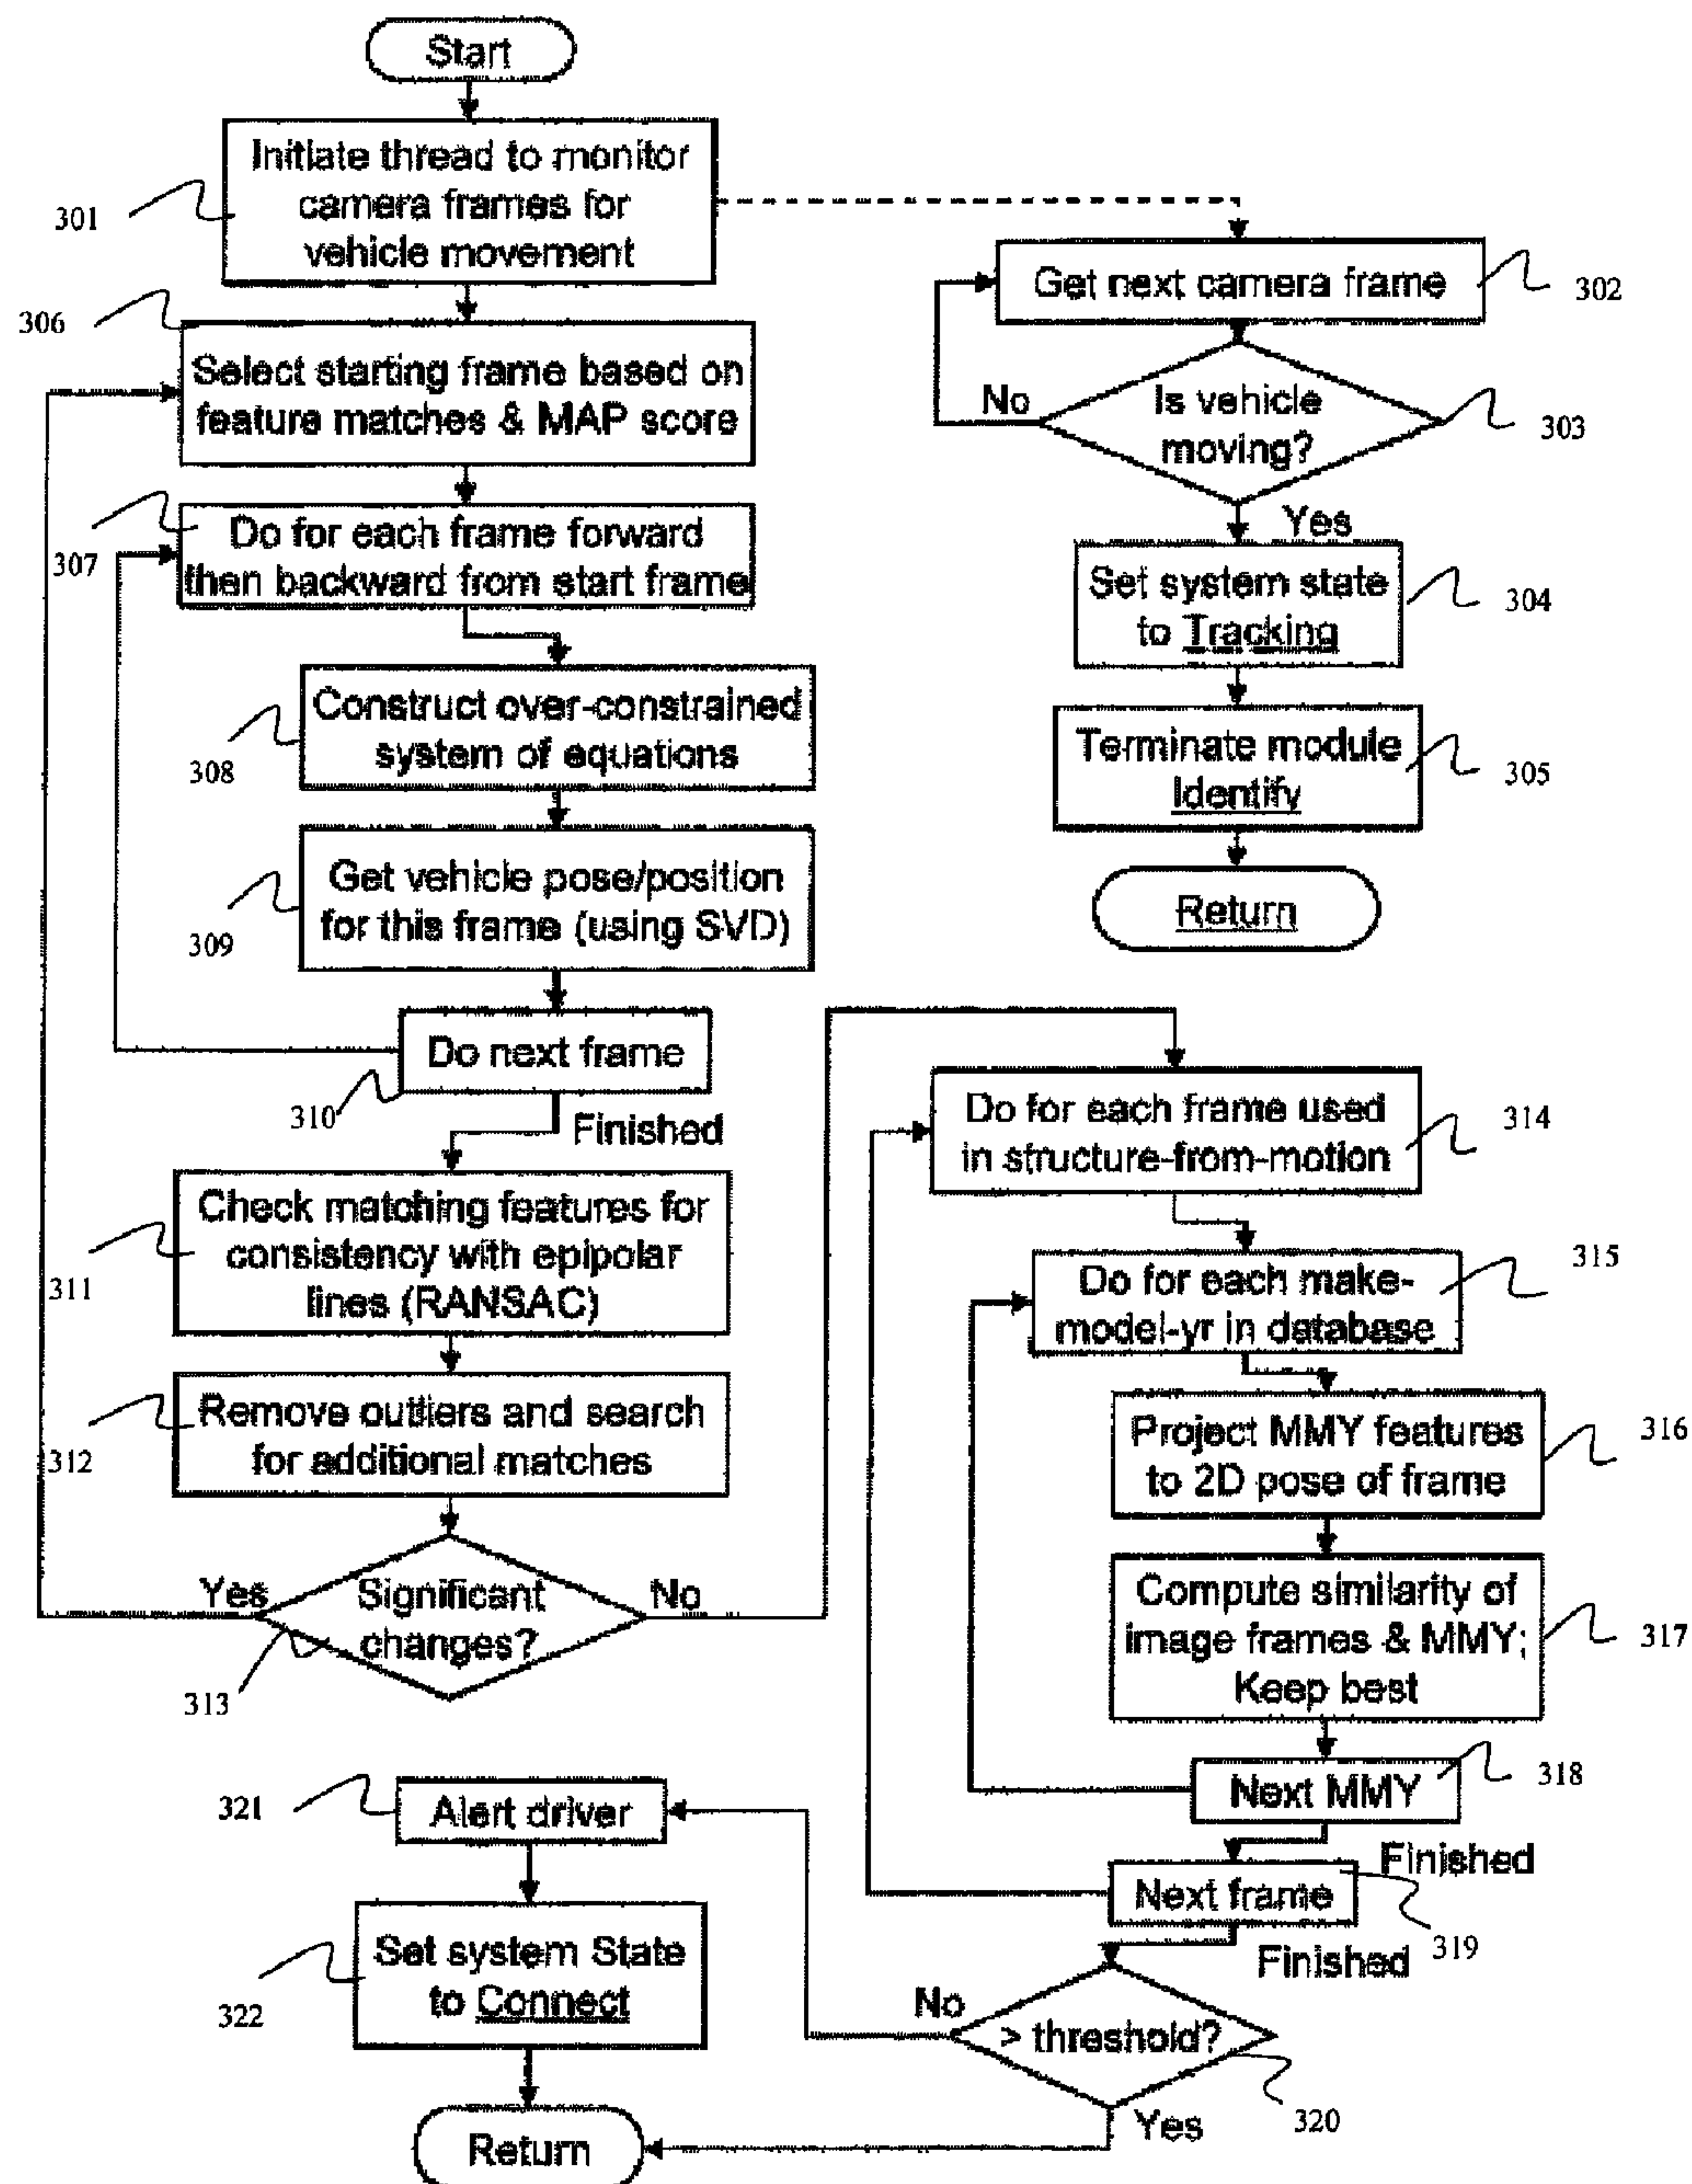 Start
Initiate thread to monitor
camera frames for
vehicle movement
301
306
Select starting frame based on
feature matches & MAP score
307
Do for each frame forward
then backward from start frame
308
Construct over-constrained
system of equations
309
Get vehicle pose/position
for this frame (using SVD)
Do next frame
310
Finished
Check matching features for
consistency with epipolar
lines (RANSAC)
311
Remove outliers and search
for additional matches
312
Yes
Significant
changes?
No
313
Get next camera frame
302
No
Is vehicle
moving?
303
Yes
Set system state
to Tracking
304
Terminate module
Identify
305
Return
Do for each frame used
in structure-from-motion
314
Do for each make-
model-yr in database
315
Project MMY features
to 2D pose of frame
316
Compute similarity of
image frames & MMY;
Keep best
317
Next MMY
318
Finished
Next frame
319
Finished
No
> threshold?
320
Yes
321
Alert driver
Set system State
to Connect
322
Return